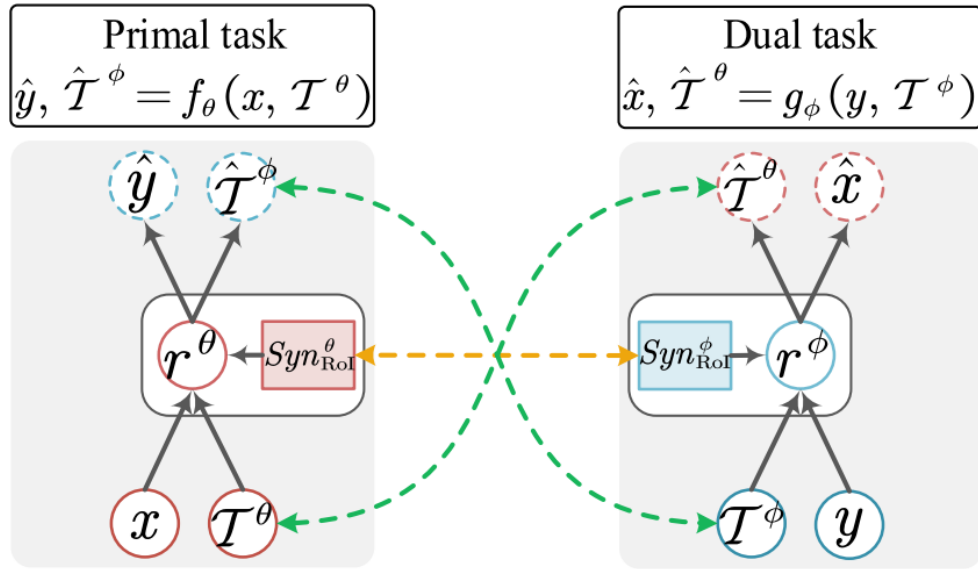 Primal task
ŷ, 𝒯̂^ϕ = f_θ(x, 𝒯^θ)
Dual task
x̂, 𝒯̂^θ = g_ϕ(y, 𝒯^ϕ)
ŷ 𝒯̂^ϕ
𝒯̂^θ x̂
r^θ Syn^θ_RoI
Syn^ϕ_RoI r^ϕ
x 𝒯^θ
𝒯^ϕ y